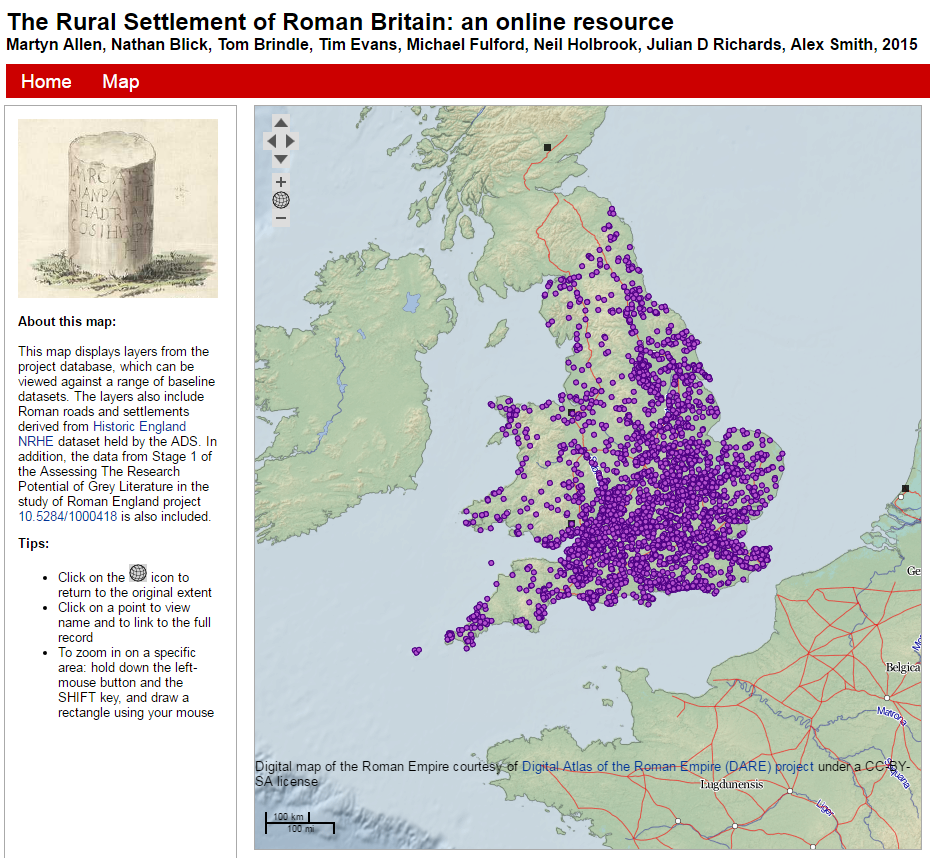 The Rural Settlement of Roman Britain: an online resource
Martyn Allen, Nathan Blick, Tom Brindle, Tim Evans, Michael Fulford, Neil Holbrook, Julian D Richards, Alex Smith, 2015
Home Map
About this map:
This map displays layers from the
project database, which can be
viewed against a range of baseline
datasets. The layers also include
Roman roads and settlements
derived from Historic England
NRHE dataset held by the ADS. In
addition, the data from Stage 1 of
the Assessing The Research
Potential of Grey Literature in the
study of Roman England project
10.5284/1000418 is also included.
Tips:
Click on the icon to
return to the original extent
Click on a point to view
name and to link to the full
record
To zoom in on a specific
area: hold down the left-
mouse button and the
SHIFT key, and draw a
rectangle using your mouse
Ge
Belgica
Matrona
Lugdunensis
Liger
Digital map of the Roman Empire courtesy of Digital Atlas of the Roman Empire (DARE) project under a CC-BY-
SA license
100 km
100 mi